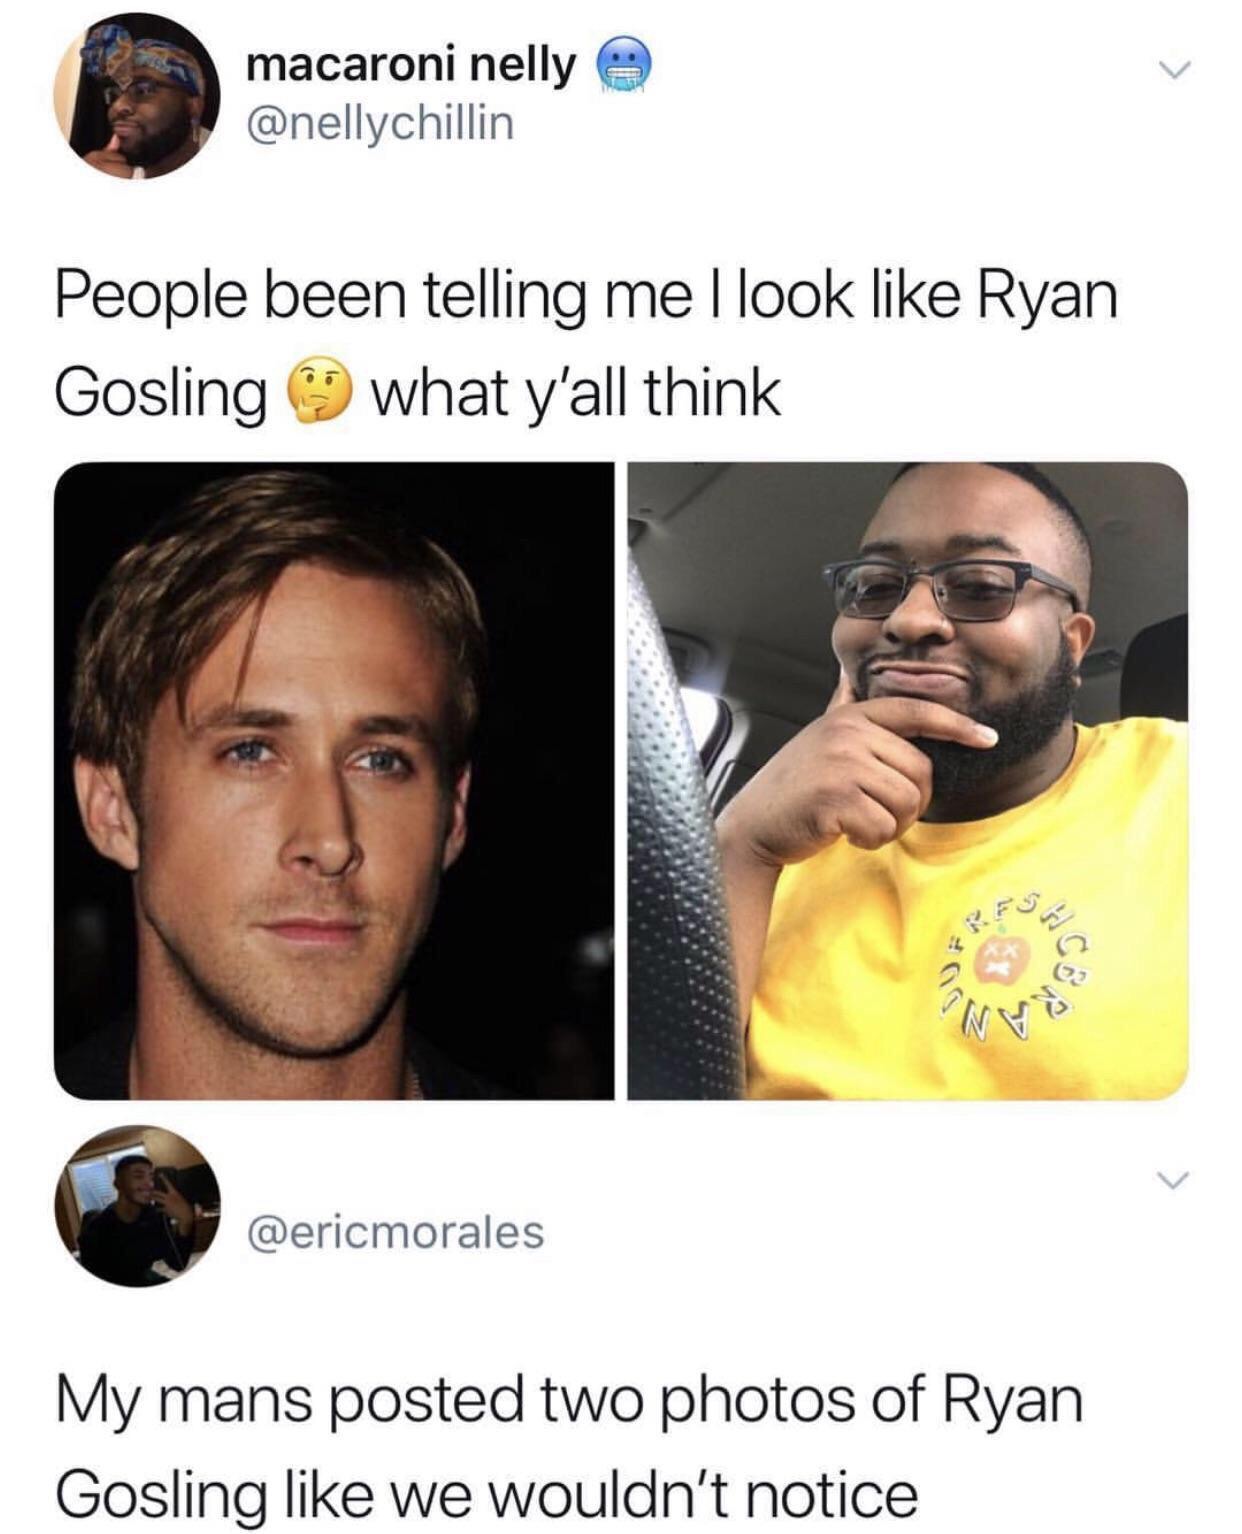 macaroni nelly 🥶
@nellychillin
People been telling me I look like Ryan
Gosling 🤔 what y'all think
FRESHCBRAND
XX
@ericmorales
My mans posted two photos of Ryan
Gosling like we wouldn't notice